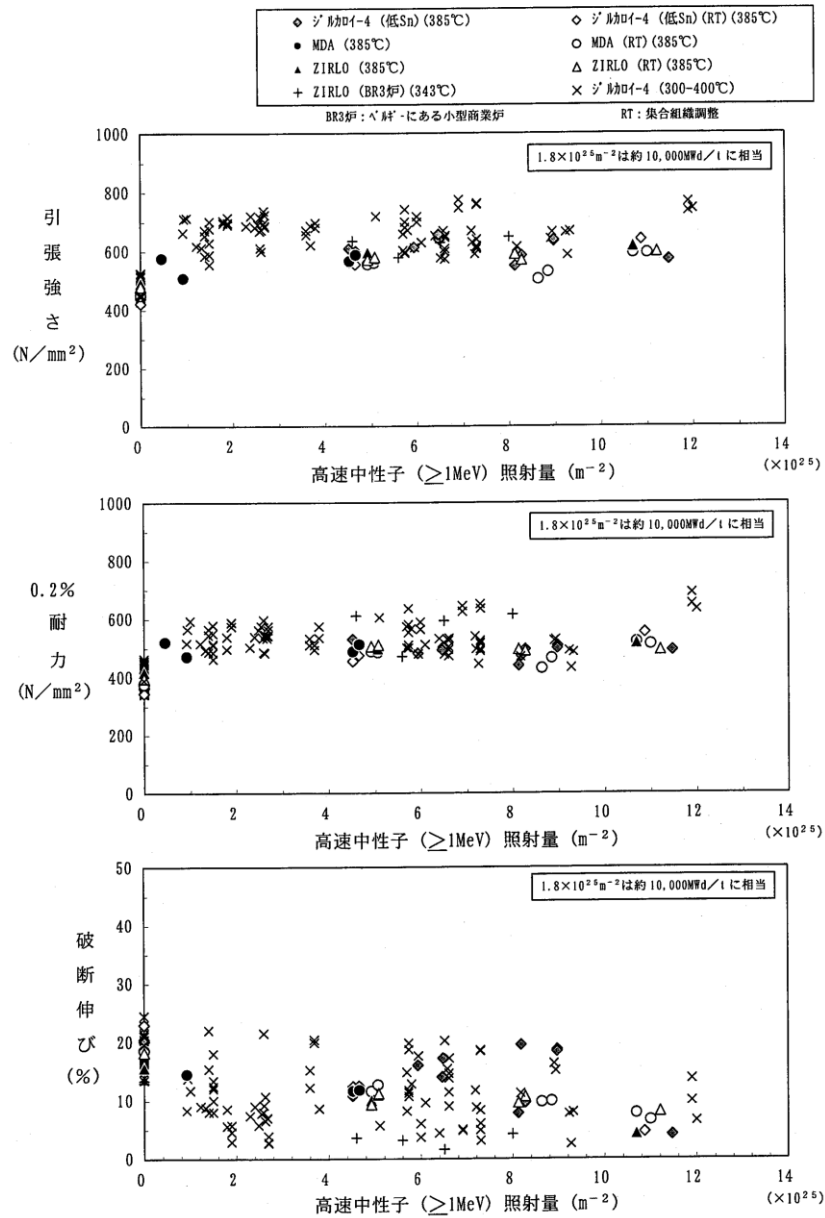 ジルカロイ-4 (低Sn)(385℃)
ジルカロイ-4 (低Sn)(RT)(385℃)
MDA (385℃)
MDA (RT)(385℃)
ZIRLO (385℃)
ZIRLO (RT)(385℃)
ZIRLO (BR3炉)(343℃)
ジルカロイ-4 (300-400℃)
BR3炉：ベルギーにある小型商業炉
RT：集合組織調整
1.8×10²⁵m⁻²は約10,000MWd／tに相当
引張強さ
(N／mm²)
1000
800
600
400
200
0
0 2 4 6 8 10 12 14
高速中性子 (≧1MeV) 照射量 (m⁻²)
(×10²⁵)
1.8×10²⁵m⁻²は約10,000MWd／tに相当
0.2%
耐力
(N／mm²)
1000
800
600
400
200
0
0 2 4 6 8 10 12 14
高速中性子 (≧1MeV) 照射量 (m⁻²)
(×10²⁵)
1.8×10²⁵m⁻²は約10,000MWd／tに相当
破断伸び
(%)
50
40
30
20
10
0
0 2 4 6 8 10 12 14
高速中性子 (≧1MeV) 照射量 (m⁻²)
(×10²⁵)